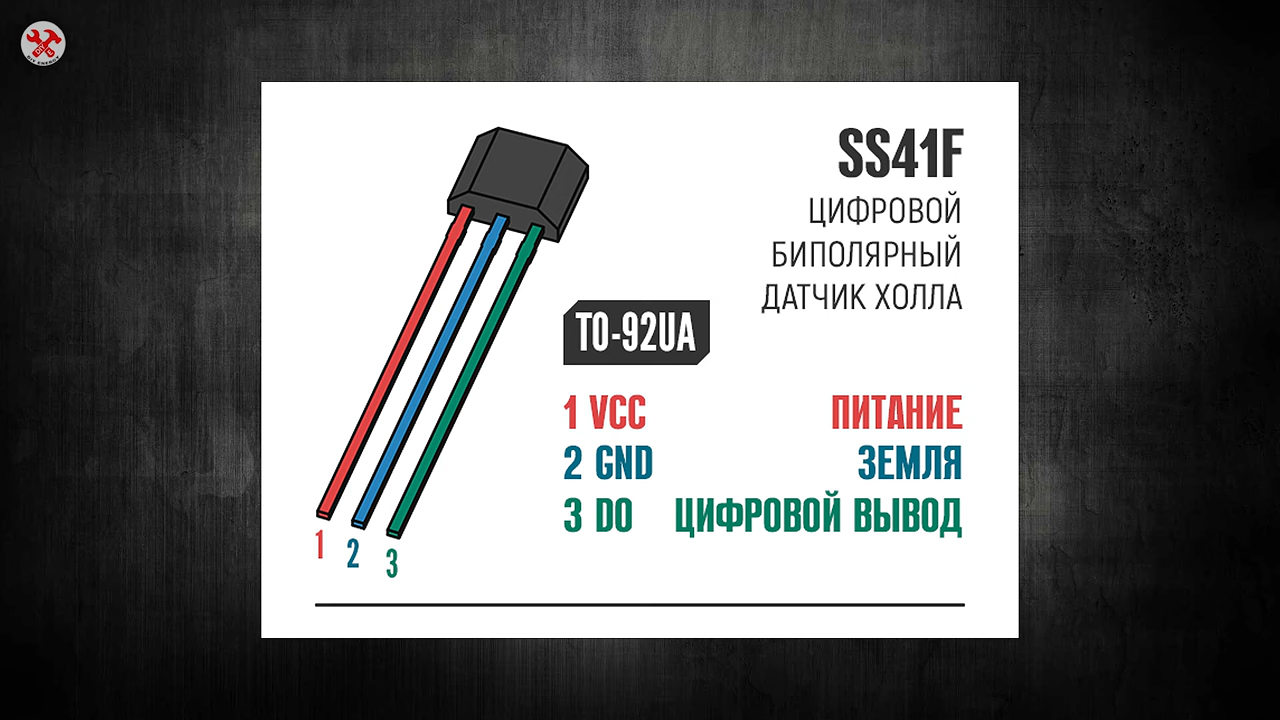 SS41F
ЦИФРОВОЙ
БИПОЛЯРНЫЙ
ДАТЧИК ХОЛЛА
TO-92UA
1 VCC ПИТАНИЕ
2 GND ЗЕМЛЯ
3 DO ЦИФРОВОЙ ВЫВОД
1
2
3